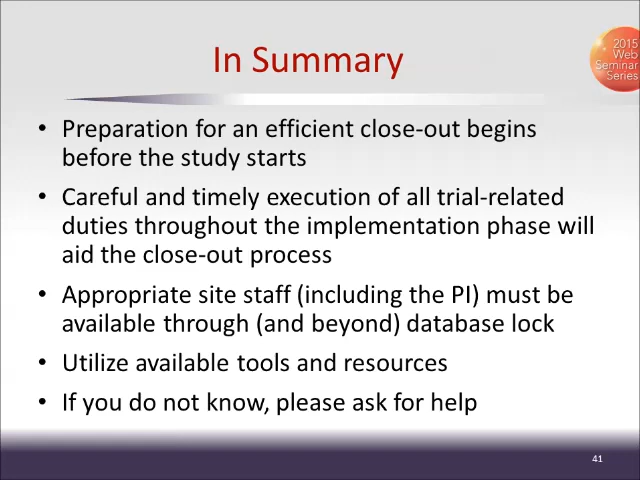 In Summary
2015
Web
Seminar
Series
• Preparation for an efficient close-out begins
before the study starts
• Careful and timely execution of all trial-related
duties throughout the implementation phase will
aid the close-out process
• Appropriate site staff (including the PI) must be
available through (and beyond) database lock
• Utilize available tools and resources
• If you do not know, please ask for help
41